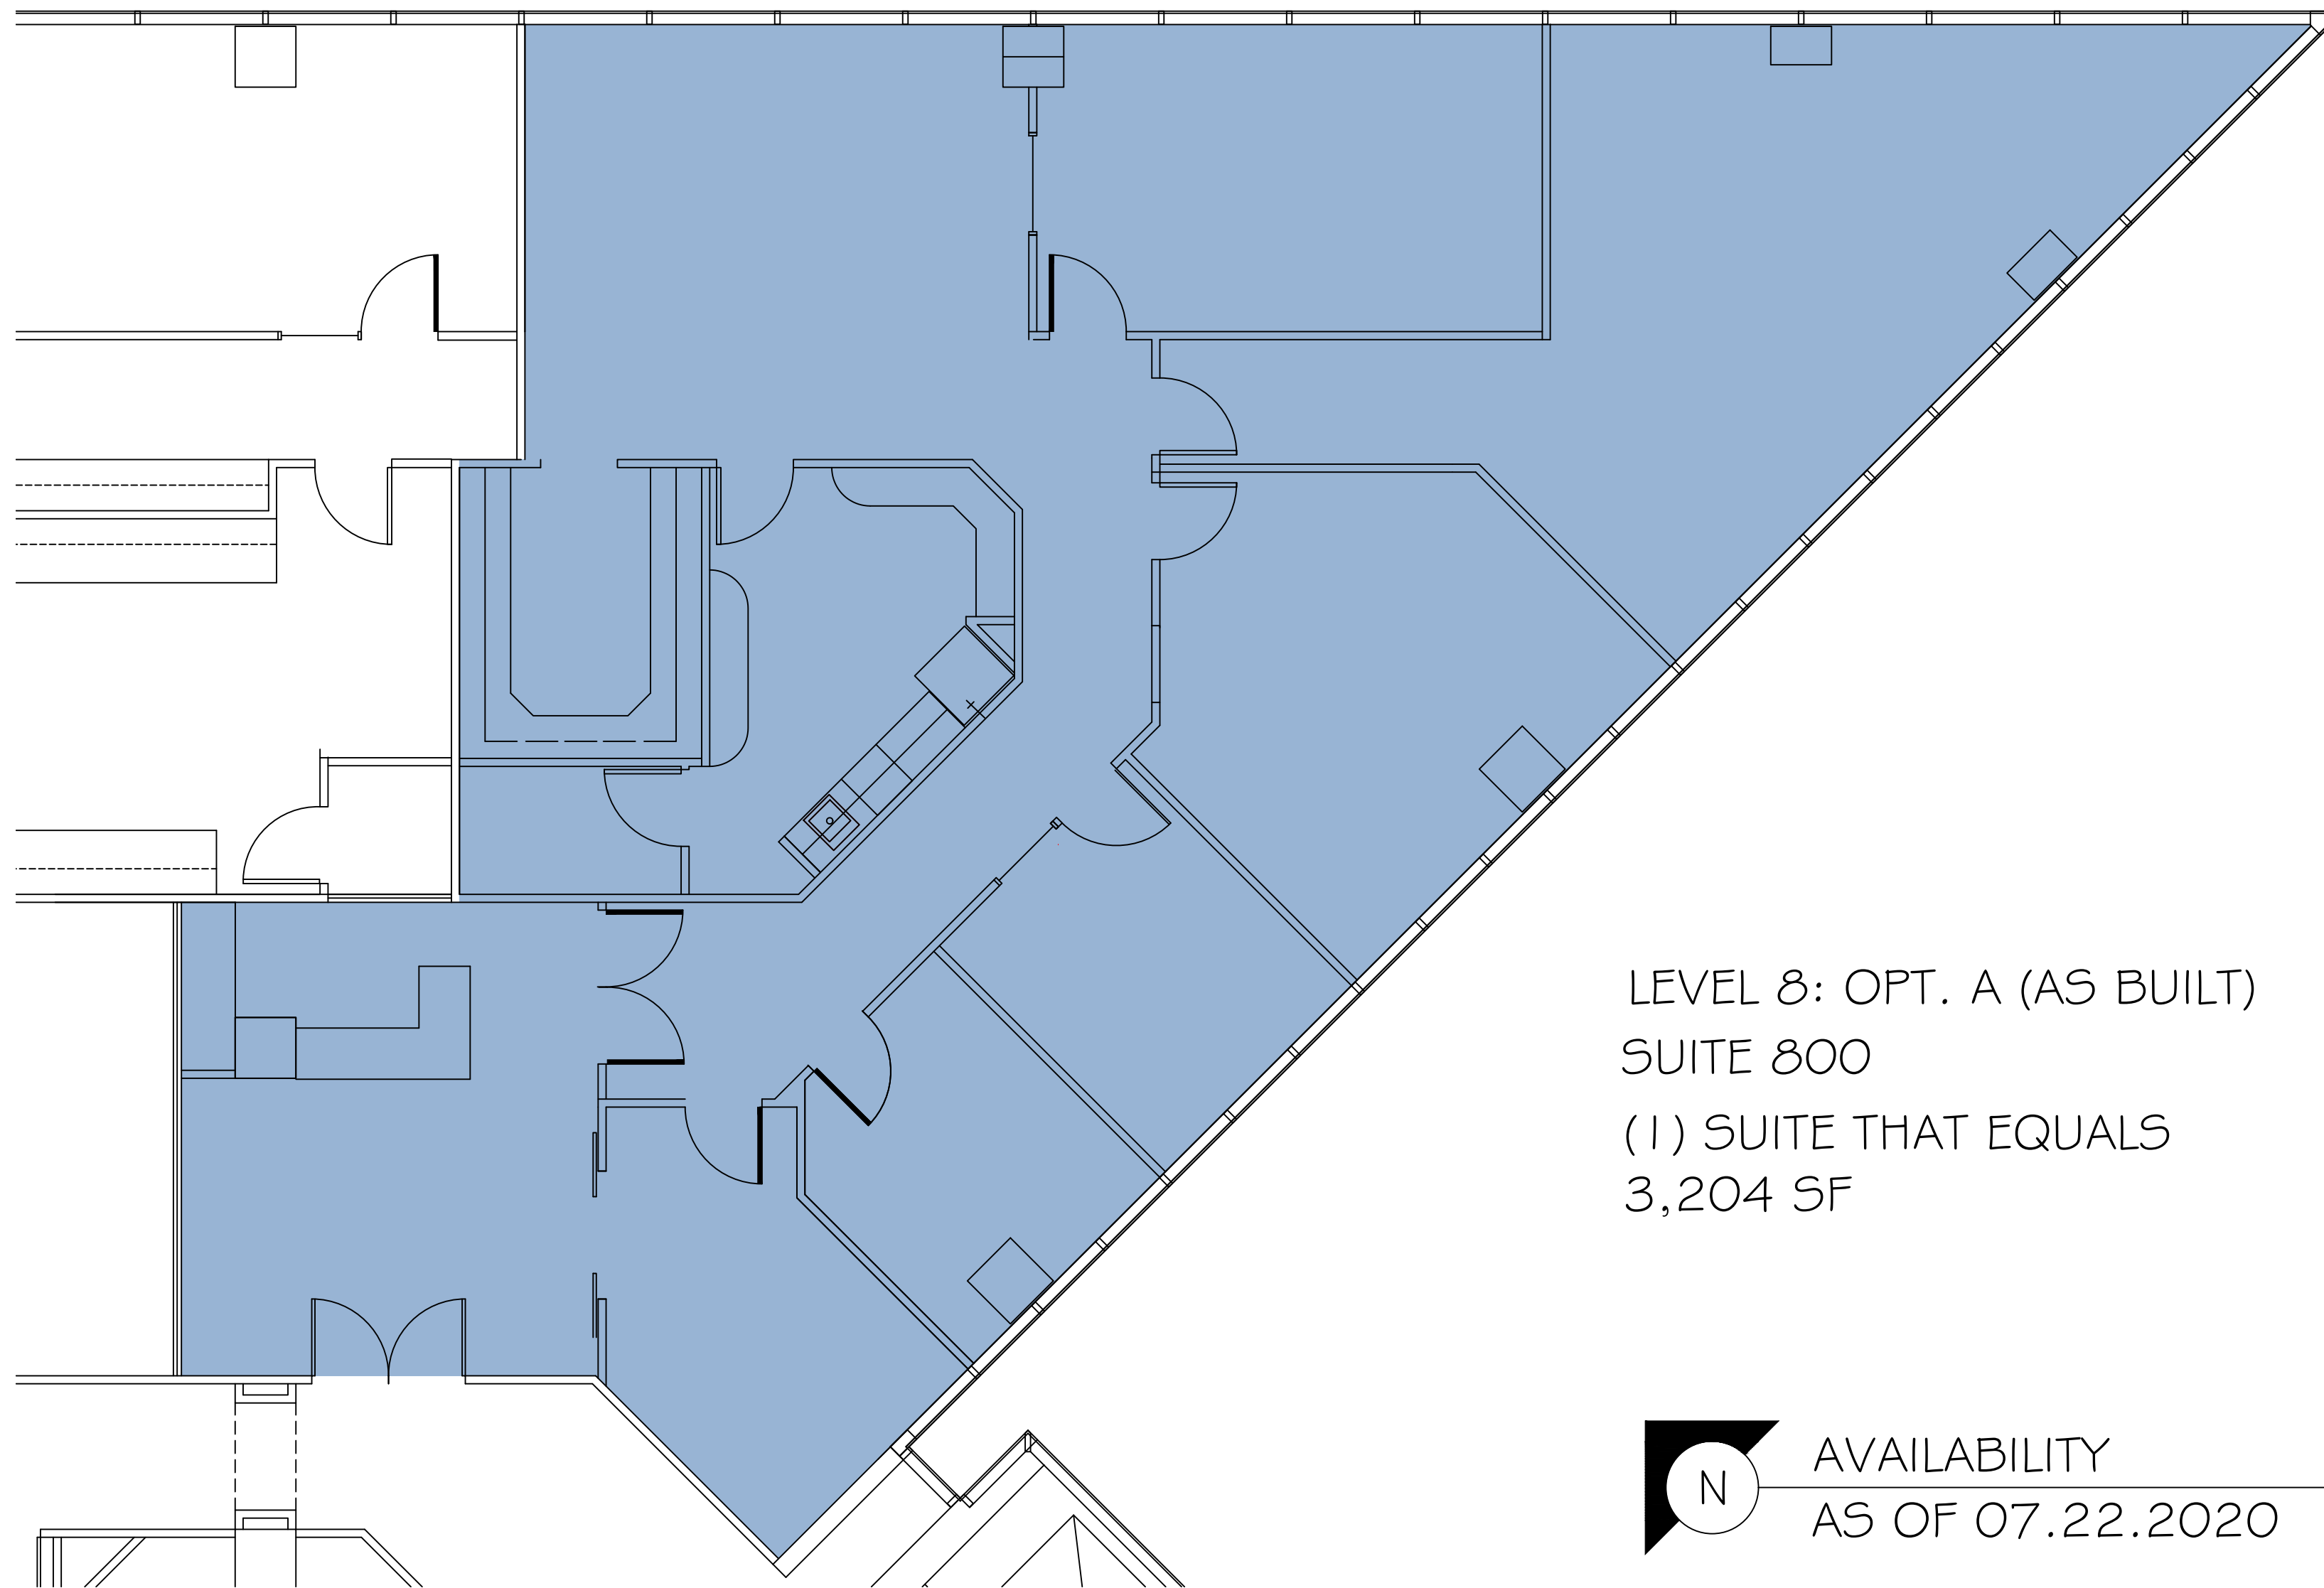 LEVEL 8: OPT. A (AS BUILT)
SUITE 800
(1) SUITE THAT EQUALS
3,204 SF
N
AVAILABILITY
AS OF 07.22.2020